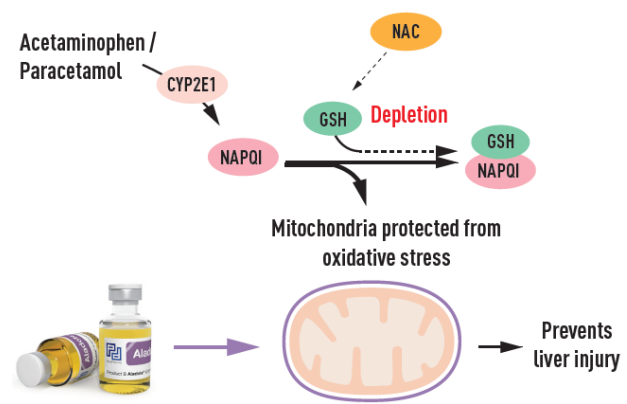 Acetaminophen /
Paracetamol
CYP2E1
NAC
GSH
Depletion
NAPQI
GSH
NAPQI
Mitochondria protected from
oxidative stress
Prevents
liver injury